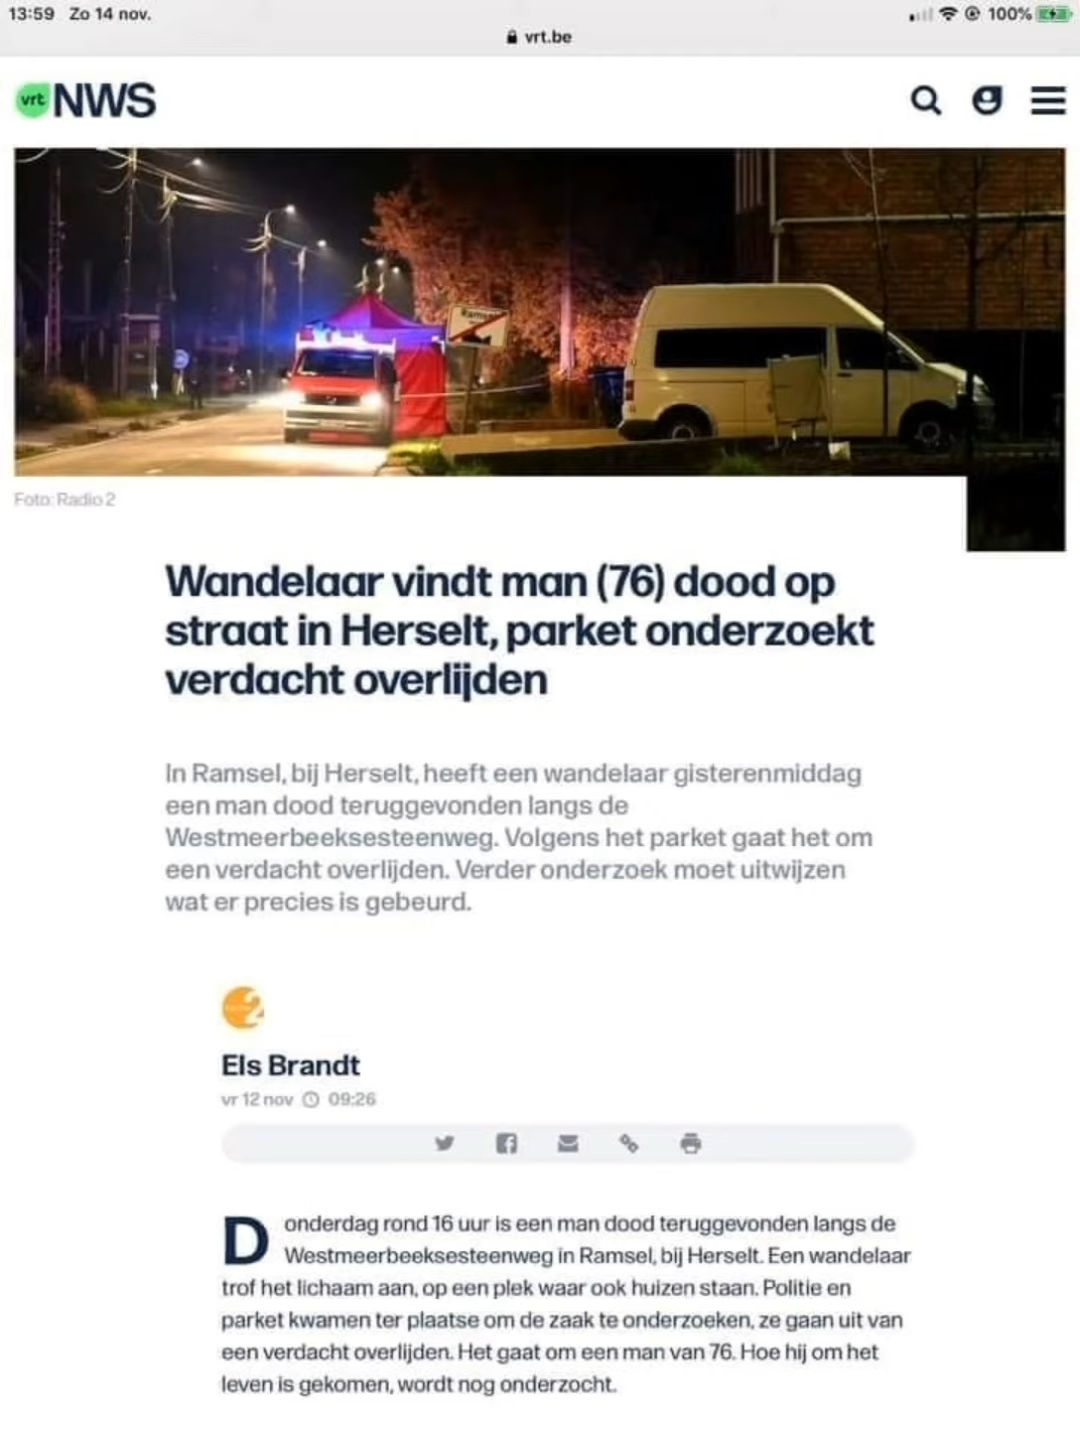 13:59 Zo 14 nov.
100%
vrt.be
vrt NWS
Ramsel
Foto: Radio 2
Wandelaar vindt man (76) dood op
straat in Herselt, parket onderzoekt
verdacht overlijden
In Ramsel, bij Herselt, heeft een wandelaar gisterenmiddag
een man dood teruggevonden langs de
Westmeerbeeksesteenweg. Volgens het parket gaat het om
een verdacht overlijden. Verder onderzoek moet uitwijzen
wat er precies is gebeurd.
2
Els Brandt
vr 12 nov 09:26
Donderdag rond 16 uur is een man dood teruggevonden langs de
Westmeerbeeksesteenweg in Ramsel, bij Herselt. Een wandelaar
trof het lichaam aan, op een plek waar ook huizen staan. Politie en
parket kwamen ter plaatse om de zaak te onderzoeken, ze gaan uit van
een verdacht overlijden. Het gaat om een man van 76. Hoe hij om het
leven is gekomen, wordt nog onderzocht.